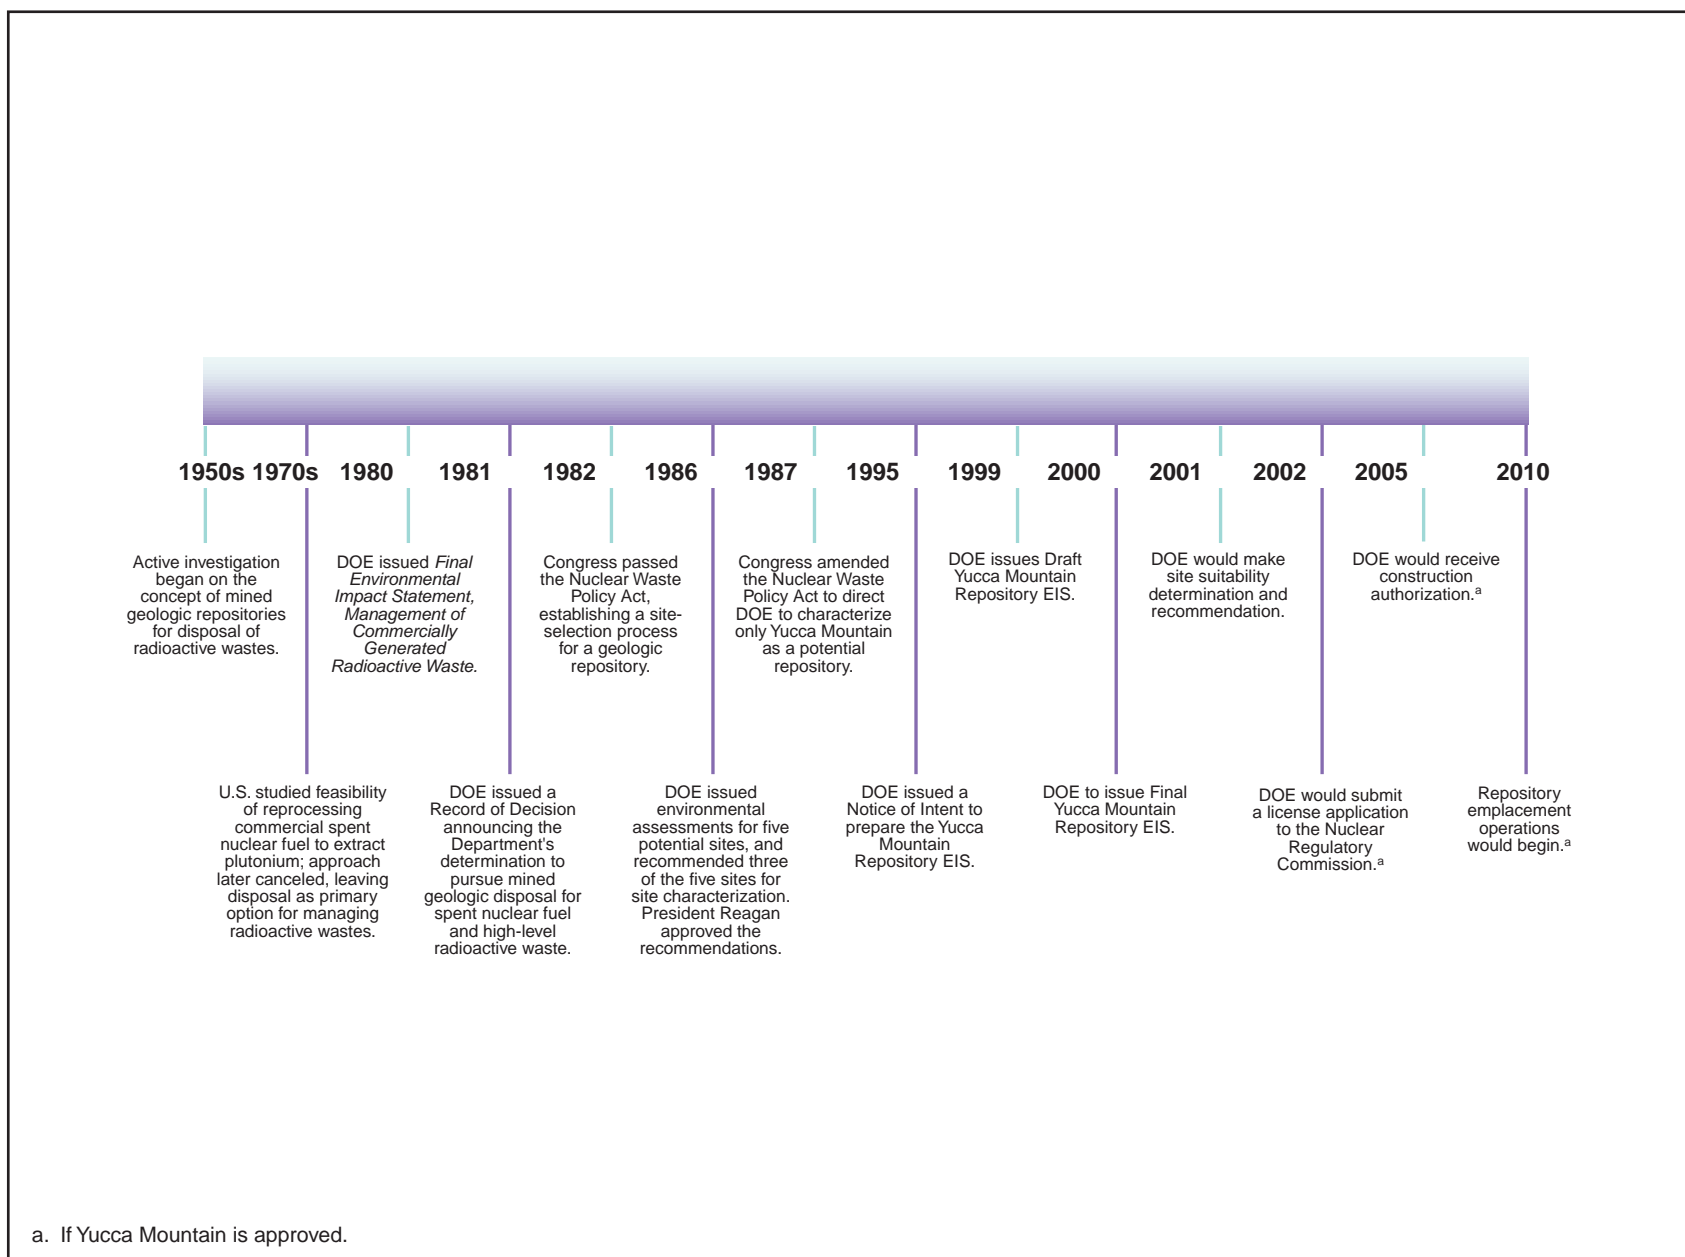 1950s 1970s 1980 1981 1982 1986 1987 1995 1999 2000 2001 2002 2005 2010
Active investigation
began on the
concept of mined
geologic repositories
for disposal of
radioactive wastes.
DOE issued Final
Environmental
Impact Statement,
Management of
Commercially
Generated
Radioactive Waste.
Congress passed
the Nuclear Waste
Policy Act,
establishing a site-
selection process
for a geologic
repository.
Congress amended
the Nuclear Waste
Policy Act to direct
DOE to characterize
only Yucca Mountain
as a potential
repository.
DOE issues Draft
Yucca Mountain
Repository EIS.
DOE would make
site suitability
determination and
recommendation.
DOE would receive
construction
authorization.a
U.S. studied feasibility
of reprocessing
commercial spent
nuclear fuel to extract
plutonium; approach
later canceled, leaving
disposal as primary
option for managing
radioactive wastes.
DOE issued a
Record of Decision
announcing the
Department's
determination to
pursue mined
geologic disposal for
spent nuclear fuel
and high-level
radioactive waste.
DOE issued
environmental
assessments for five
potential sites, and
recommended three
of the five sites for
site characterization.
President Reagan
approved the
recommendations.
DOE issued a
Notice of Intent to
prepare the Yucca
Mountain
Repository EIS.
DOE to issue Final
Yucca Mountain
Repository EIS.
DOE would submit
a license application
to the Nuclear
Regulatory
Commission.a
Repository
emplacement
operations
would begin.a
a. If Yucca Mountain is approved.